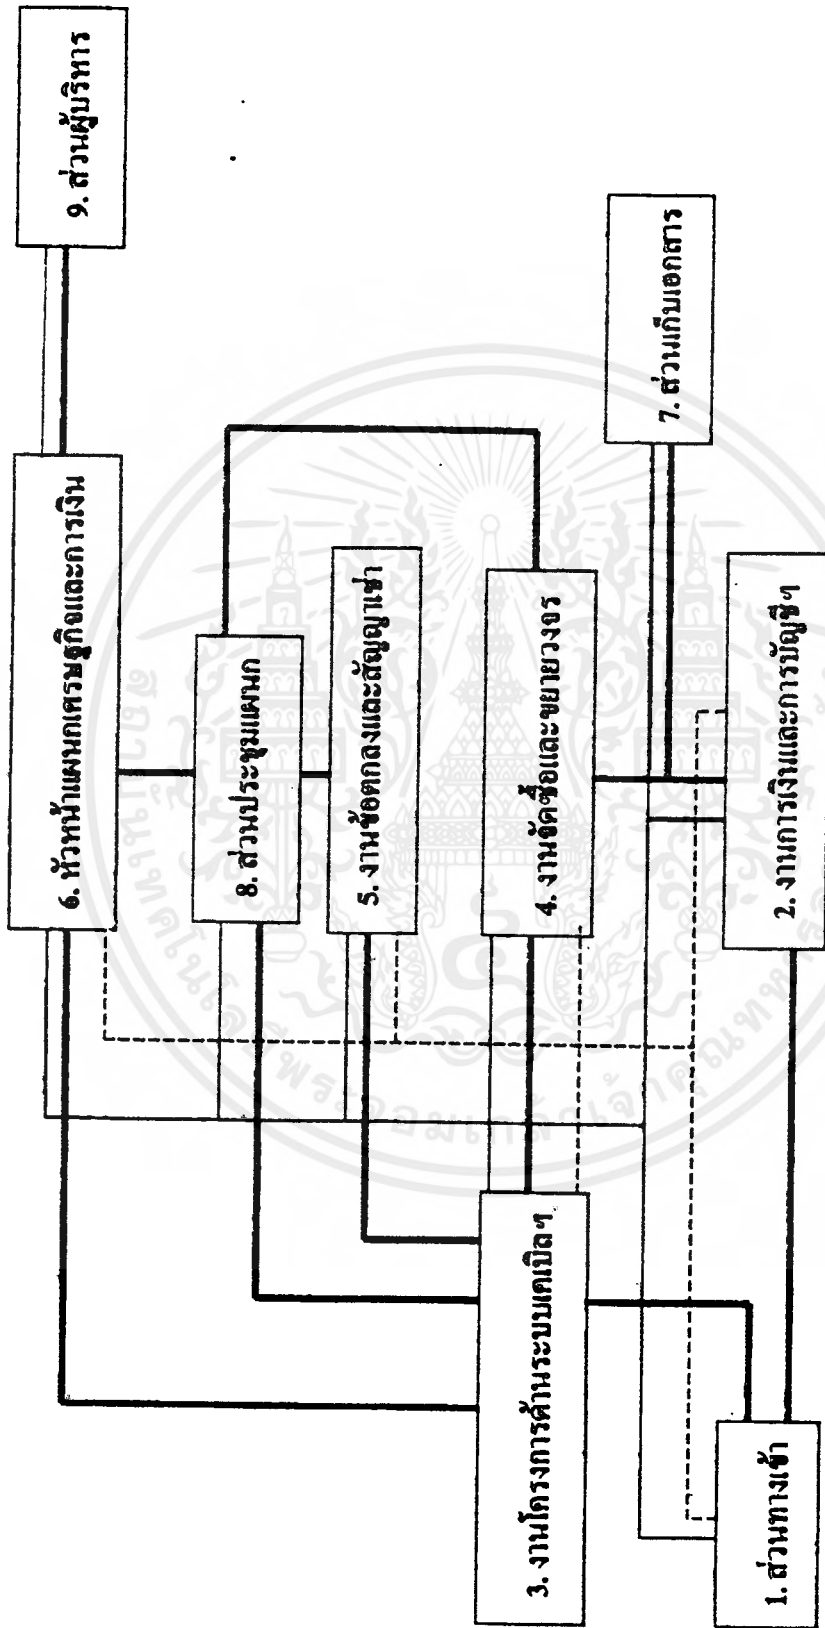 1. ส่วนทางเข้า
2. งานการเงินและการบัญชีฯ
3. งานโครงการด้านระบบเคเบิลฯ
4. งานจัดซื้อและขยายวงจร
5. งานข้อตกลงและสัญญาเช่า
6. หัวหน้าแผนกเศรษฐกิจและการเงิน
7. ส่วนเก็บเอกสาร
8. ส่วนประชุมแผนก
9. ส่วนผู้บริหาร